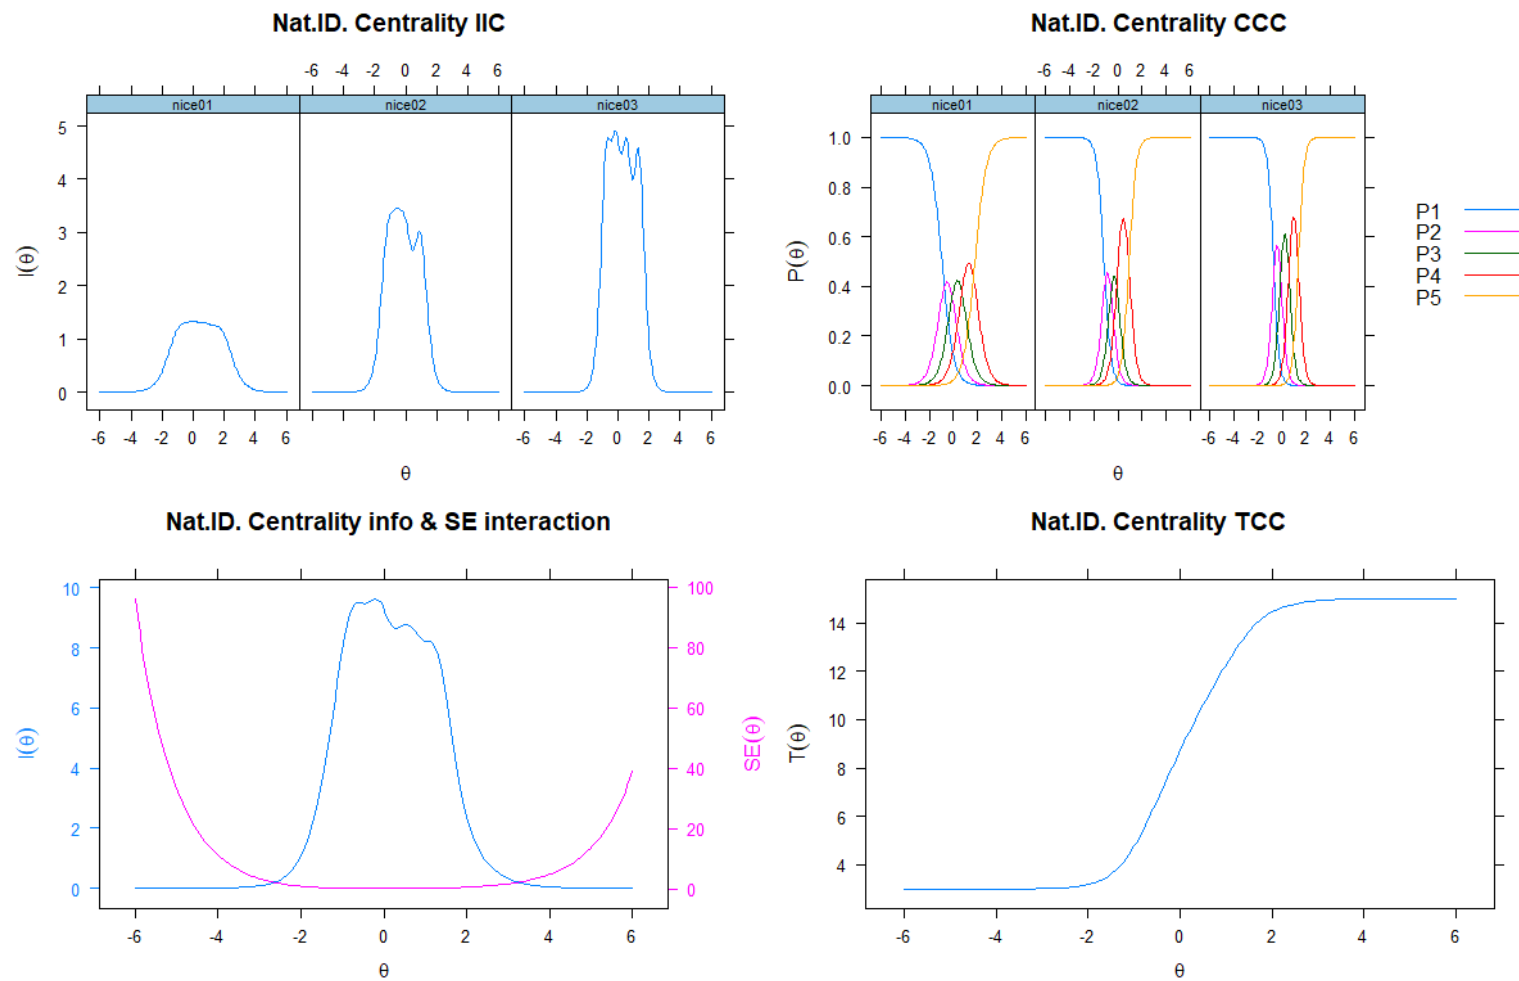 Nat.ID. Centrality IIC
-6 -4 -2 0 2 4 6
nice01 nice02 nice03
5
4
3
2
1
0
I(θ)
-6 -4 -2 0 2 4 6 -6 -4 -2 0 2 4 6
θ
Nat.ID. Centrality CCC
-6 -4 -2 0 2 4 6
nice01 nice02 nice03
1.0
0.8
0.6
0.4
0.2
0.0
P(θ)
-6 -4 -2 0 2 4 6 -6 -4 -2 0 2 4 6
θ
P1
P2
P3
P4
P5
Nat.ID. Centrality info & SE interaction
10
8
6
4
2
0
I(θ)
100
80
60
40
20
0
SE(θ)
-6 -4 -2 0 2 4 6
θ
Nat.ID. Centrality TCC
14
12
10
8
6
4
T(θ)
-6 -4 -2 0 2 4 6
θ